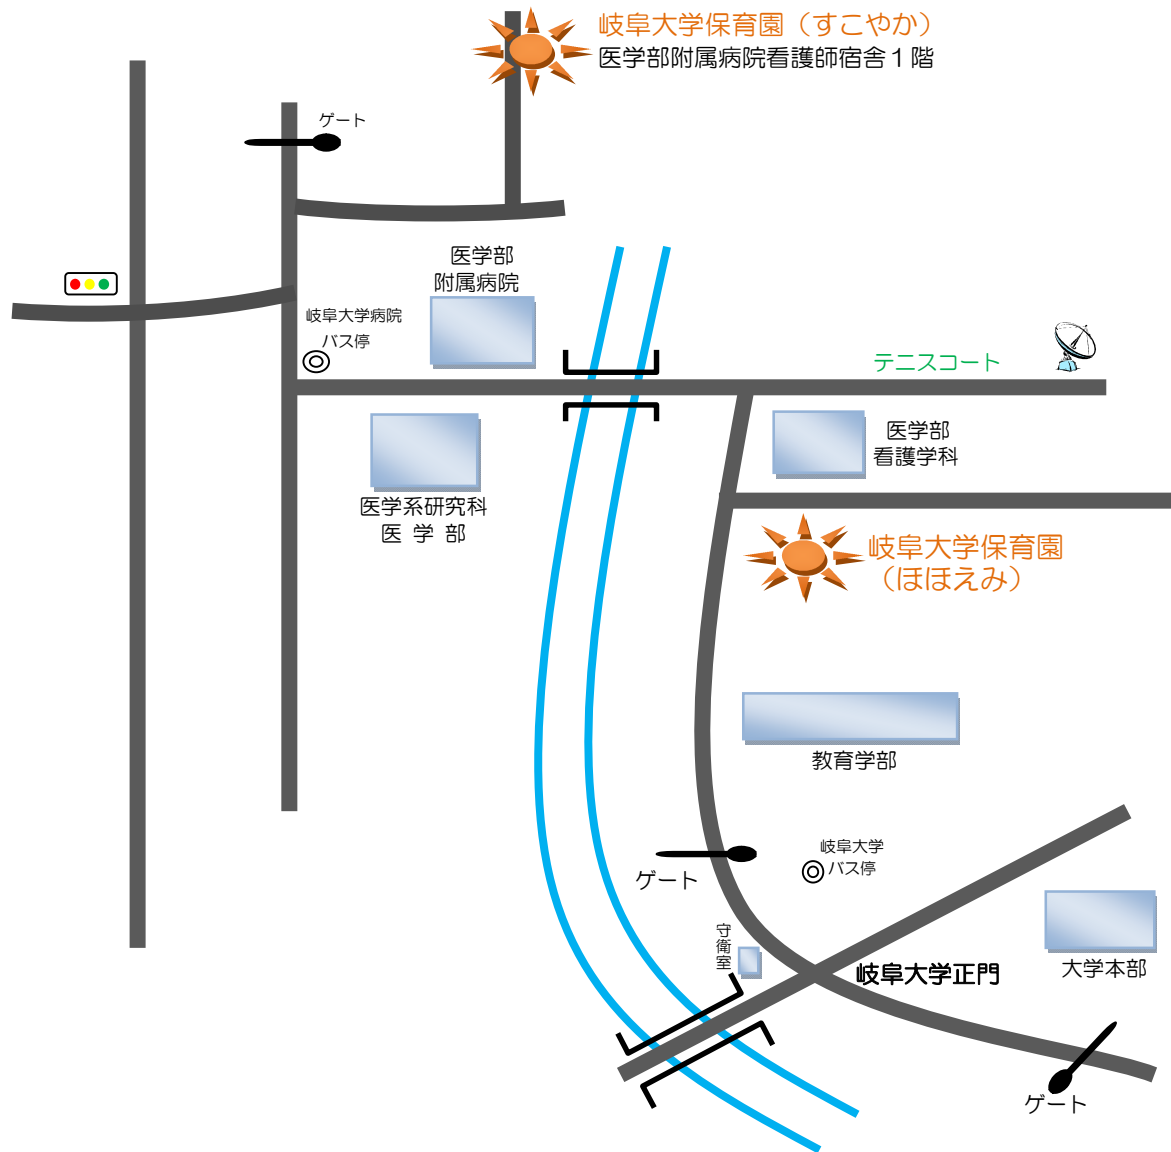 岐阜大学保育園（すこやか）
医学部附属病院看護師宿舎１階
ゲート
医学部
附属病院
岐阜大学病院
バス停
テニスコート
医学部
看護学科
医学系研究科
医 学 部
岐阜大学保育園
（ほほえみ）
教育学部
岐阜大学
バス停
ゲート
守衛室
岐阜大学正門
大学本部
ゲート